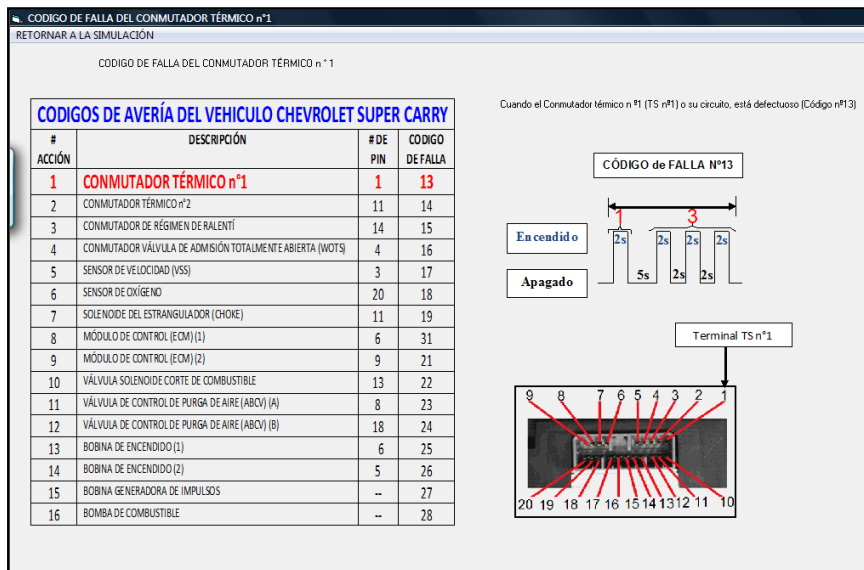 CODIGO DE FALLA DEL CONMUTADOR TÉRMICO n°1
RETORNAR A LA SIMULACIÓN
CODIGO DE FALLA DEL CONMUTADOR TÉRMICO n ° 1
CODIGOS DE AVERÍA DEL VEHICULO CHEVROLET SUPER CARRY
# ACCIÓN DESCRIPCIÓN # DE PIN CODIGO DE FALLA
1 CONMUTADOR TÉRMICO n°1 1 13
2 CONMUTADOR TÉRMICO n°2 11 14
3 CONMUTADOR DE RÉGIMEN DE RALENTÍ 14 15
4 CONMUTADOR VÁLVULA DE ADMISIÓN TOTALMENTE ABIERTA (WOTS) 4 16
5 SENSOR DE VELOCIDAD (VSS) 3 17
6 SENSOR DE OXÍGENO 20 18
7 SOLENOIDE DEL ESTRANGULADOR (CHOKE) 11 19
8 MÓDULO DE CONTROL (ECM) (1) 6 31
9 MÓDULO DE CONTROL (ECM) (2) 9 21
10 VÁLVULA SOLENOIDE CORTE DE COMBUSTIBLE 13 22
11 VÁLVULA DE CONTROL DE PURGA DE AIRE (ABCV) (A) 8 23
12 VÁLVULA DE CONTROL DE PURGA DE AIRE (ABCV) (B) 18 24
13 BOBINA DE ENCENDIDO (1) 6 25
14 BOBINA DE ENCENDIDO (2) 5 26
15 BOBINA GENERADORA DE IMPULSOS -- 27
16 BOMBA DE COMBUSTIBLE -- 28
Cuando el Conmutador térmico n º1 (TS nº1) o su circuito, está defectuoso (Código nº13)
CÓDIGO de FALLA Nº13
1 3
Encendido 2s 2s 2s 2s
Apagado 5s 2s 2s
Terminal TS n°1
9 8 7 6 5 4 3 2 1
20 19 18 17 16 15 14 13 12 11 10